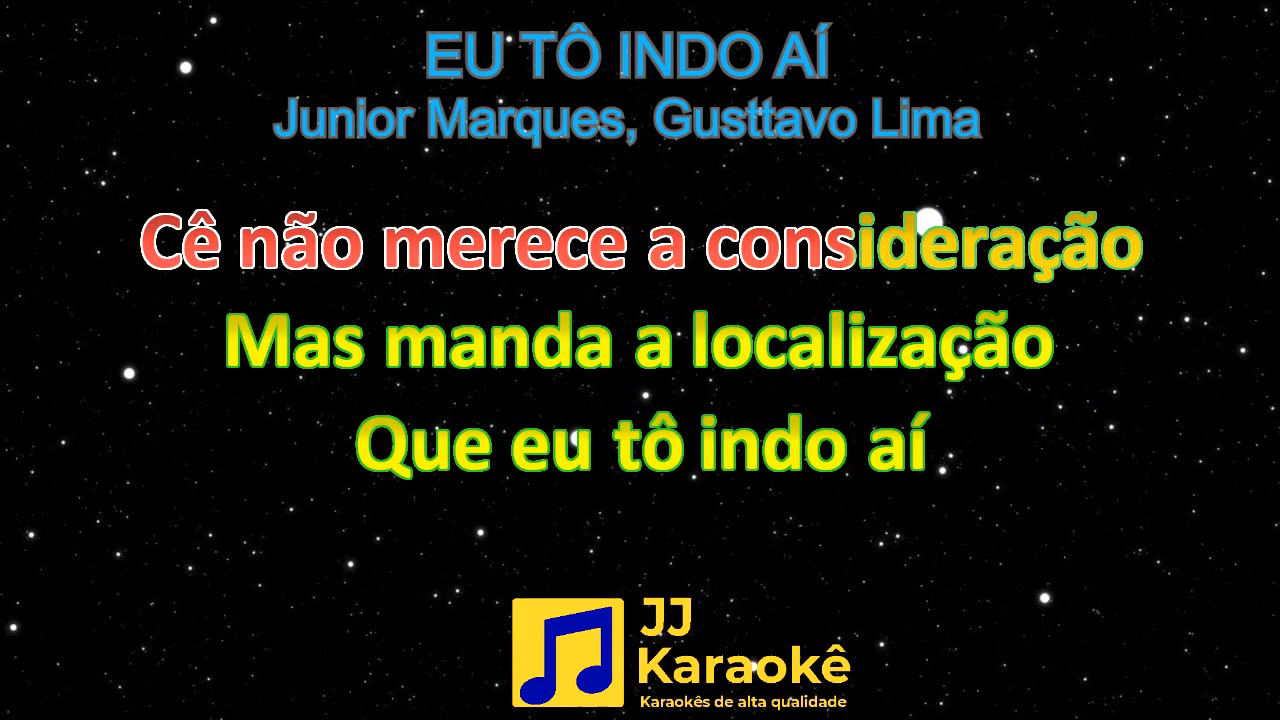 EU TÔ INDO AÍ
Junior Marques, Gusttavo Lima
Cê não merece a consideração
Mas manda a localização
Que eu tô indo aí
JJ
Karaokê
Karaokês de alta qualidade